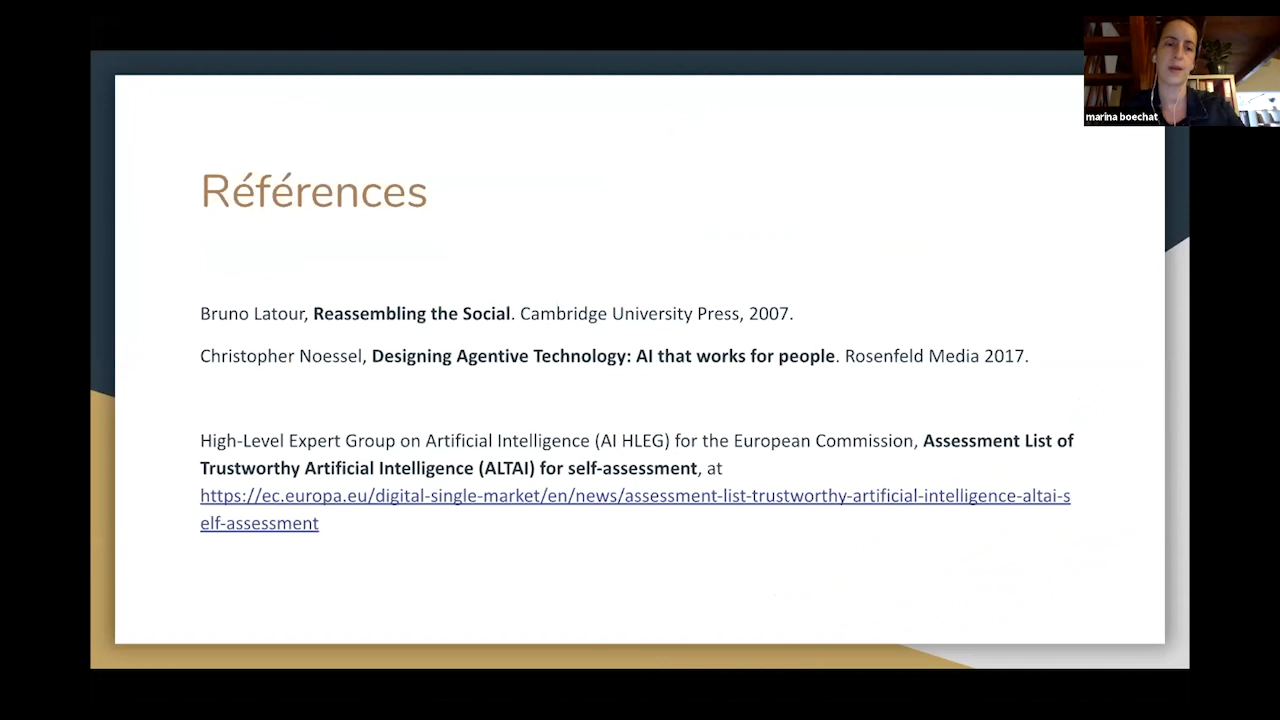 marina boechat
Références
Bruno Latour, Reassembling the Social. Cambridge University Press, 2007.
Christopher Noessel, Designing Agentive Technology: AI that works for people. Rosenfeld Media 2017.
High-Level Expert Group on Artificial Intelligence (AI HLEG) for the European Commission, Assessment List of
Trustworthy Artificial Intelligence (ALTAI) for self-assessment, at
https://ec.europa.eu/digital-single-market/en/news/assessment-list-trustworthy-artificial-intelligence-altai-s
elf-assessment